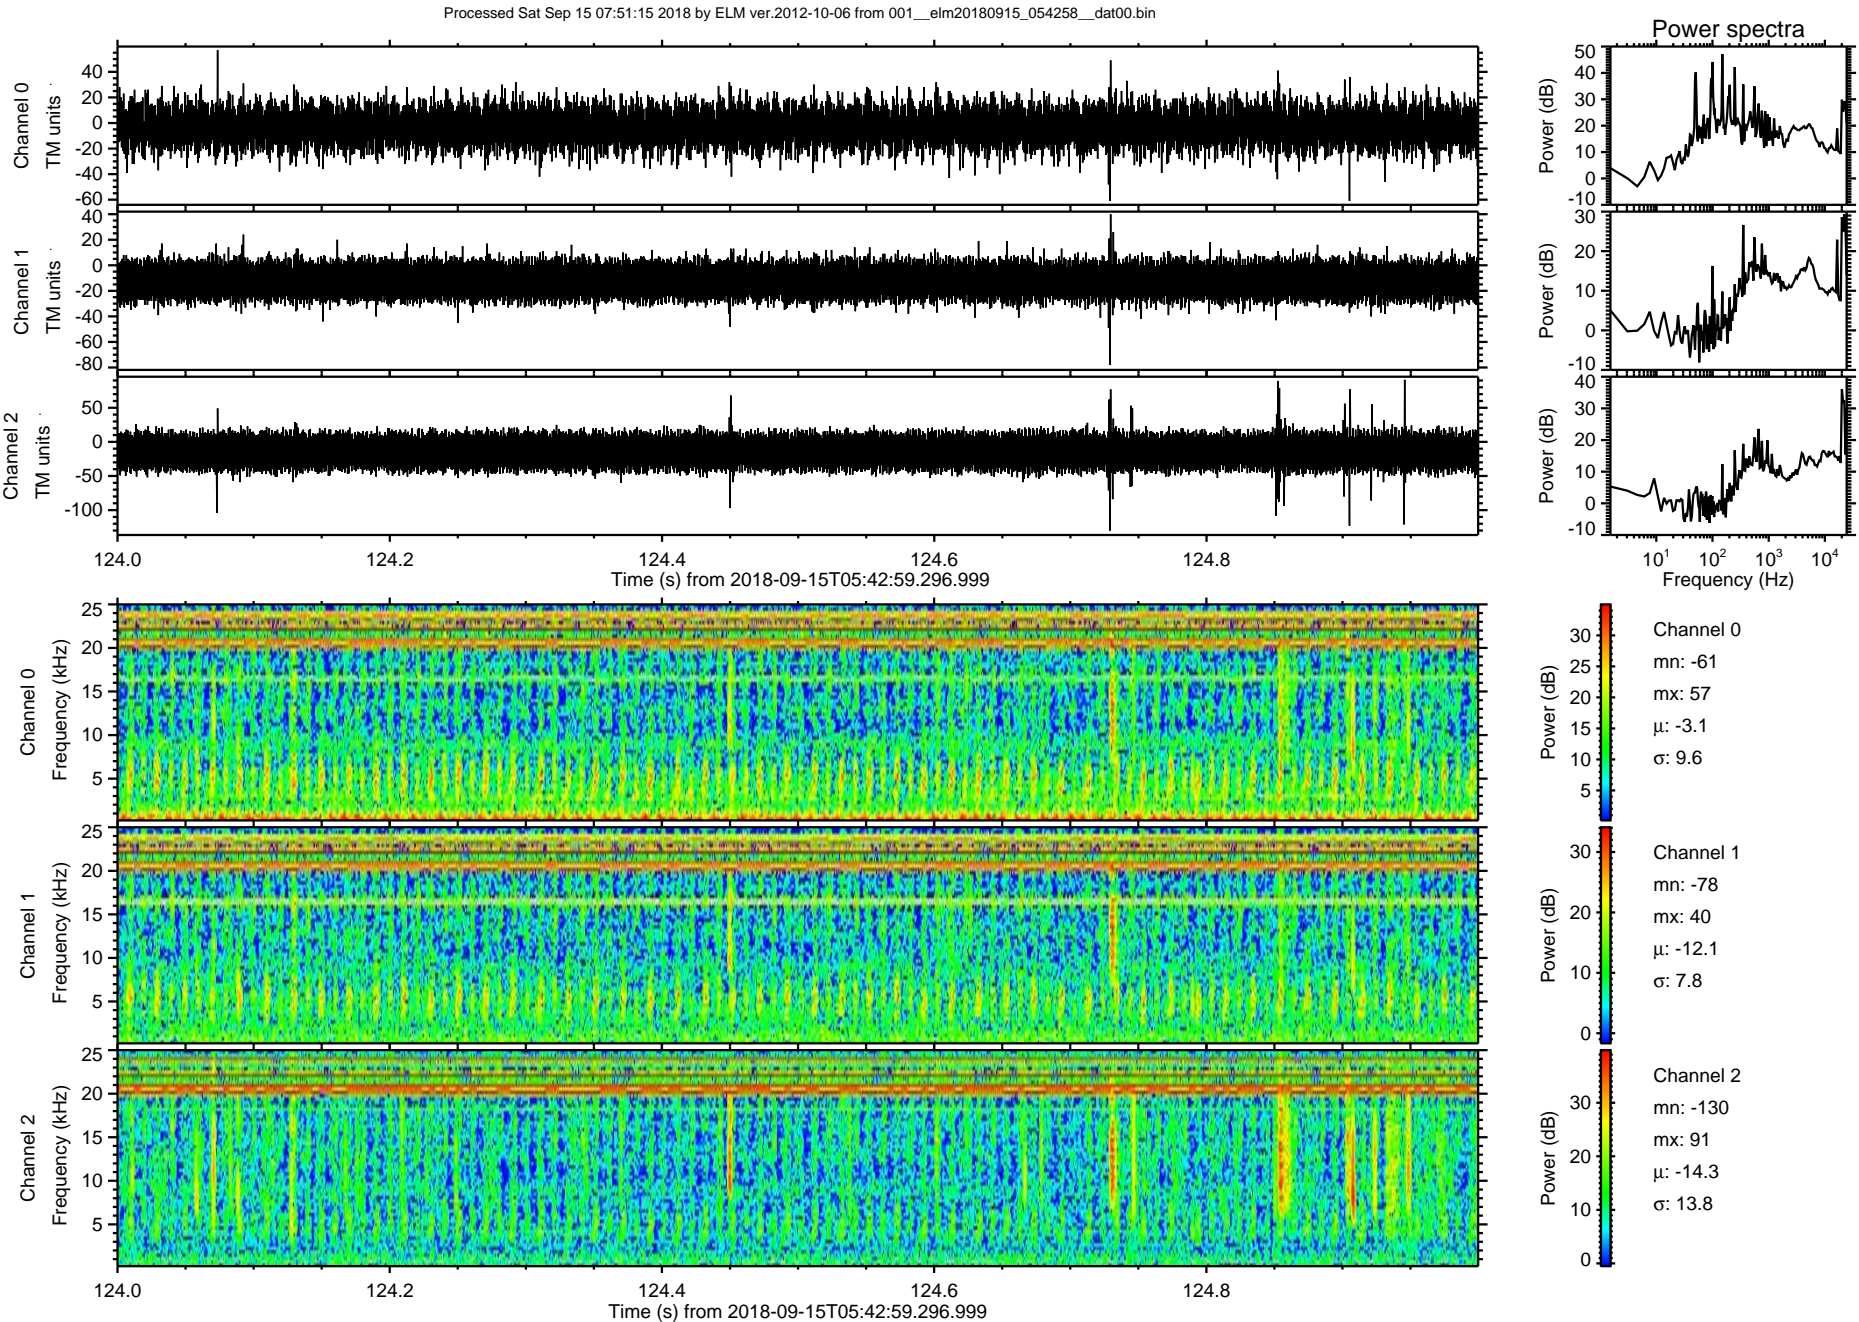 Processed Sat Sep 15 07:51:15 2018 by ELM ver.2012-10-06 from 001__elm20180915_054258__dat00.bin
Power spectra
Channel 0
TM units
40
20
0
-20
-40
-60
Power (dB)
50
40
30
20
10
0
-10
Channel 1
TM units
40
20
0
-20
-40
-60
-80
Power (dB)
30
20
10
0
-10
Channel 2
TM units
50
0
-50
-100
Power (dB)
40
30
20
10
0
-10
124.0 124.2 124.4 124.6 124.8
Time (s) from 2018-09-15T05:42:59.296.999
10^1 10^2 10^3 10^4
Frequency (Hz)
Channel 0
Frequency (kHz)
25
20
15
10
5
Power (dB)
30
25
20
15
10
5
Channel 0
mn: -61
mx: 57
μ: -3.1
σ: 9.6
Channel 1
Frequency (kHz)
25
20
15
10
5
Power (dB)
30
20
10
0
Channel 1
mn: -78
mx: 40
μ: -12.1
σ: 7.8
Channel 2
Frequency (kHz)
25
20
15
10
5
Power (dB)
30
20
10
0
Channel 2
mn: -130
mx: 91
μ: -14.3
σ: 13.8
124.0 124.2 124.4 124.6 124.8
Time (s) from 2018-09-15T05:42:59.296.999